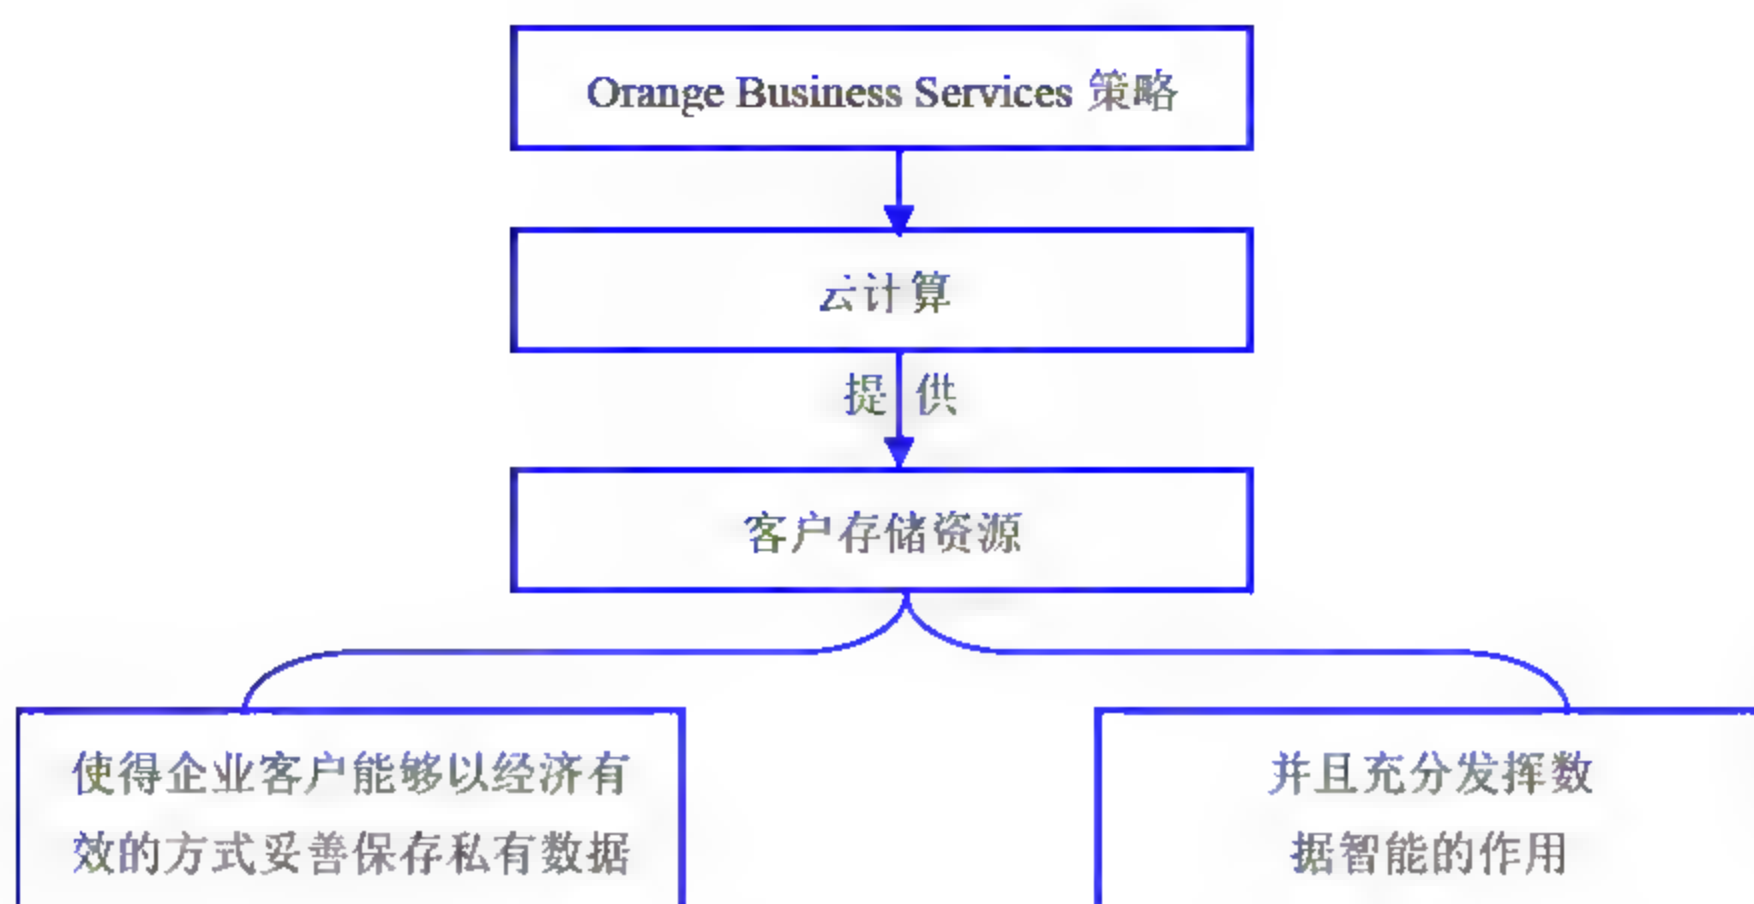 Orange Business Services 策略
云计算
提供
客户存储资源
使得企业客户能够以经济有
效的方式妥善保存私有数据
并且充分发挥数
据智能的作用